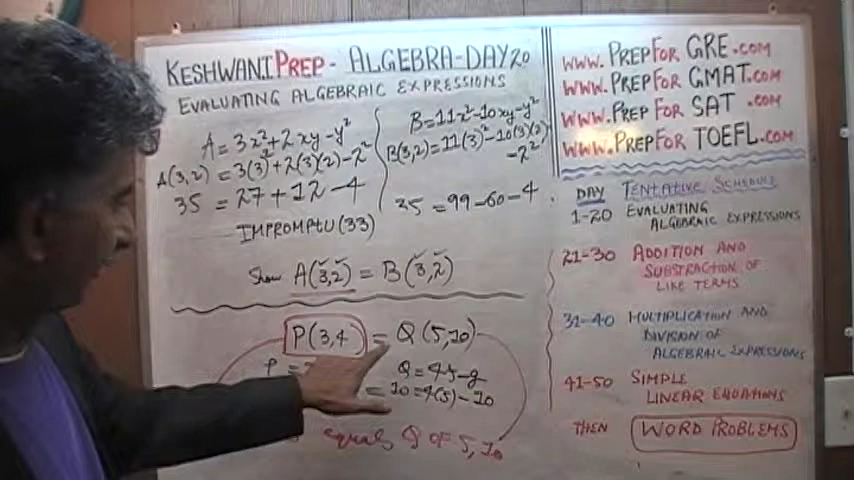 KESHWANI PREP - ALGEBRA-DAY 20
EVALUATING ALGEBRAIC EXPRESSIONS
A = 3x² + 2xy - y²
A(3,2) = 3(3)² + 2(3)(2) - 2²
35 = 27 + 12 - 4
IMPROMPTU (33)
B = 11x² - 10xy - y²
B(3,2) = 11(3)² - 10(3)(2)
- 2²
35 = 99 - 60 - 4
Show A(3,2) = B(3,2)
P(3,4) = Q(5,10)
P =
Q = 4x - y
= 10 = 4(5) - 10
equals Q OF 5, 10
WWW. PREPFOR GRE .COM
WWW. PREPFOR GMAT.COM
WWW. PREP FOR SAT .COM
WWW. PREP FOR TOEFL.COM
DAY TENTATIVE SCHEDULE
1-20 EVALUATING
ALGEBRAIC EXPRESSIONS
21-30 ADDITION AND
SUBSTRACTION OF
LIKE TERMS
31-40 MULTIPLICATION AND
DIVISION OF
ALGEBRAIC EXPRESSIONS
41-50 SIMPLE
LINEAR EQUATIONS
THEN WORD PROBLEMS